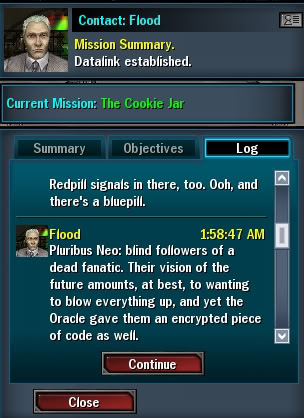 Contact: Flood
Mission Summary.
Datalink established.
Current Mission: The Cookie Jar
Summary
Objectives
Log
Redpill signals in there, too. Ooh, and
there's a bluepill.
Flood
1:58:47 AM
Pluribus Neo: blind followers of a
dead fanatic. Their vision of the
future amounts, at best, to wanting
to blow everything up, and yet the
Oracle gave them an encrypted piece
of code as well.
Continue
Close